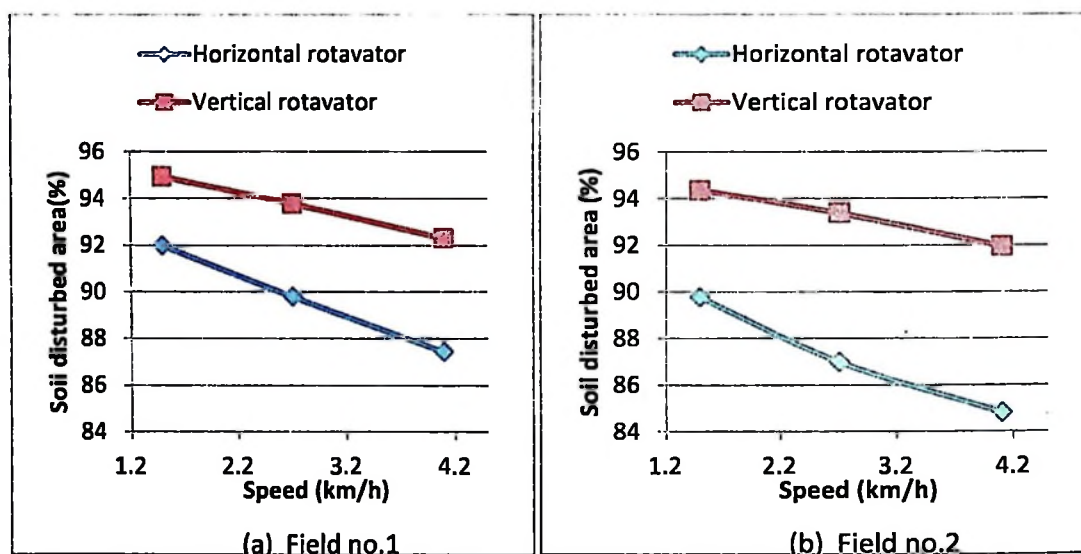 Horizontal rotavator
Vertical rotavator
Soil disturbed area(%)
96
94
92
90
88
86
84
1.2 2.2 3.2 4.2
Speed (km/h)
(a) Field no.1
Horizontal rotavator
Vertical rotavator
Soil disturbed area (%)
96
94
92
90
88
86
84
1.2 2.2 3.2 4.2
Speed (km/h)
(b) Field no.2